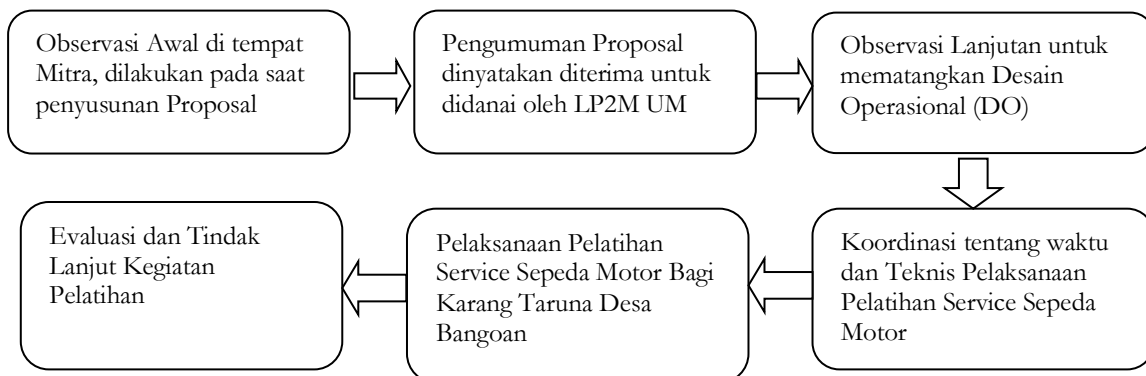 Observasi Awal di tempat
Mitra, dilakukan pada saat
penyusunan Proposal
Pengumuman Proposal
dinyatakan diterima untuk
didanai oleh LP2M UM
Observasi Lanjutan untuk
mematangkan Desain
Operasional (DO)
Koordinasi tentang waktu
dan Teknis Pelaksanaan
Pelatihan Service Sepeda
Motor
Pelaksanaan Pelatihan
Service Sepeda Motor Bagi
Karang Taruna Desa
Bangoan
Evaluasi dan Tindak
Lanjut Kegiatan
Pelatihan